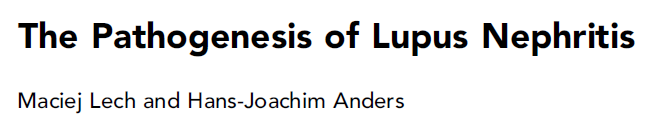 The Pathogenesis of Lupus Nephritis
Maciej Lech and Hans-Joachim Anders